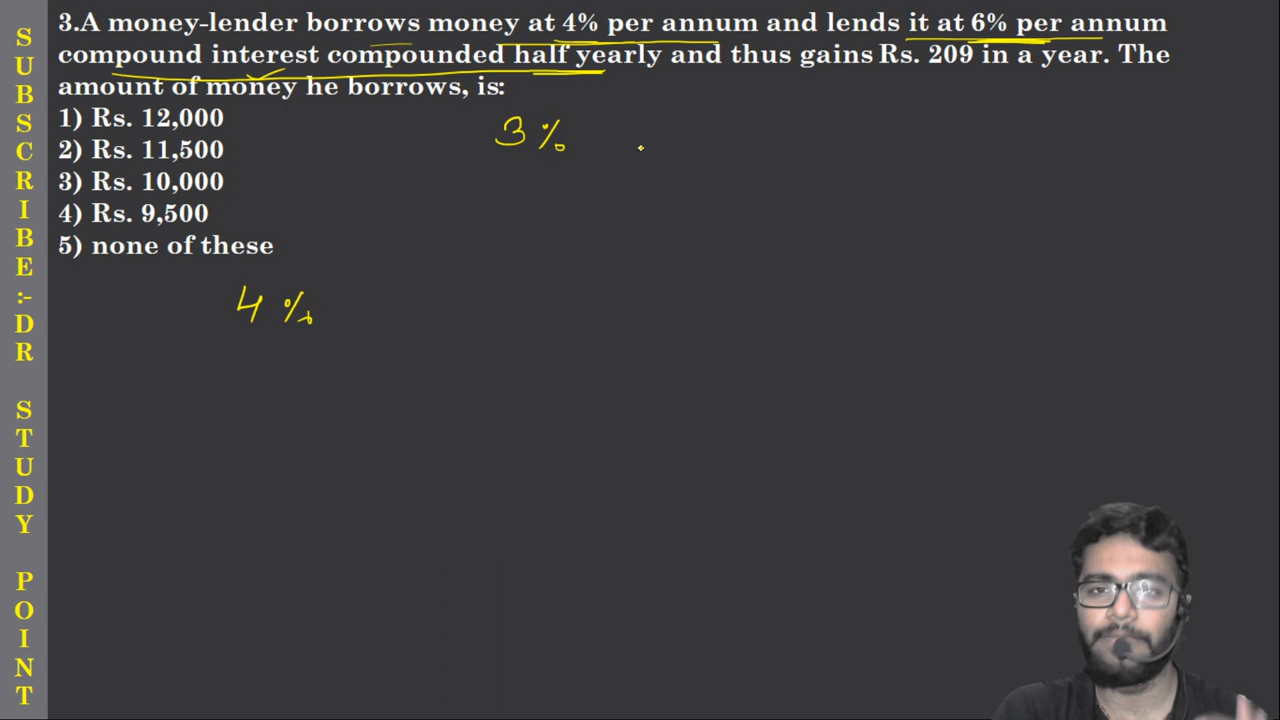 3.A money-lender borrows money at 4% per annum and lends it at 6% per annum
compound interest compounded half yearly and thus gains Rs. 209 in a year. The
amount of money he borrows, is:
1) Rs. 12,000
2) Rs. 11,500
3) Rs. 10,000
4) Rs. 9,500
5) none of these
3 %
4 %
SUBSCRIBE:-DR STUDY POINT